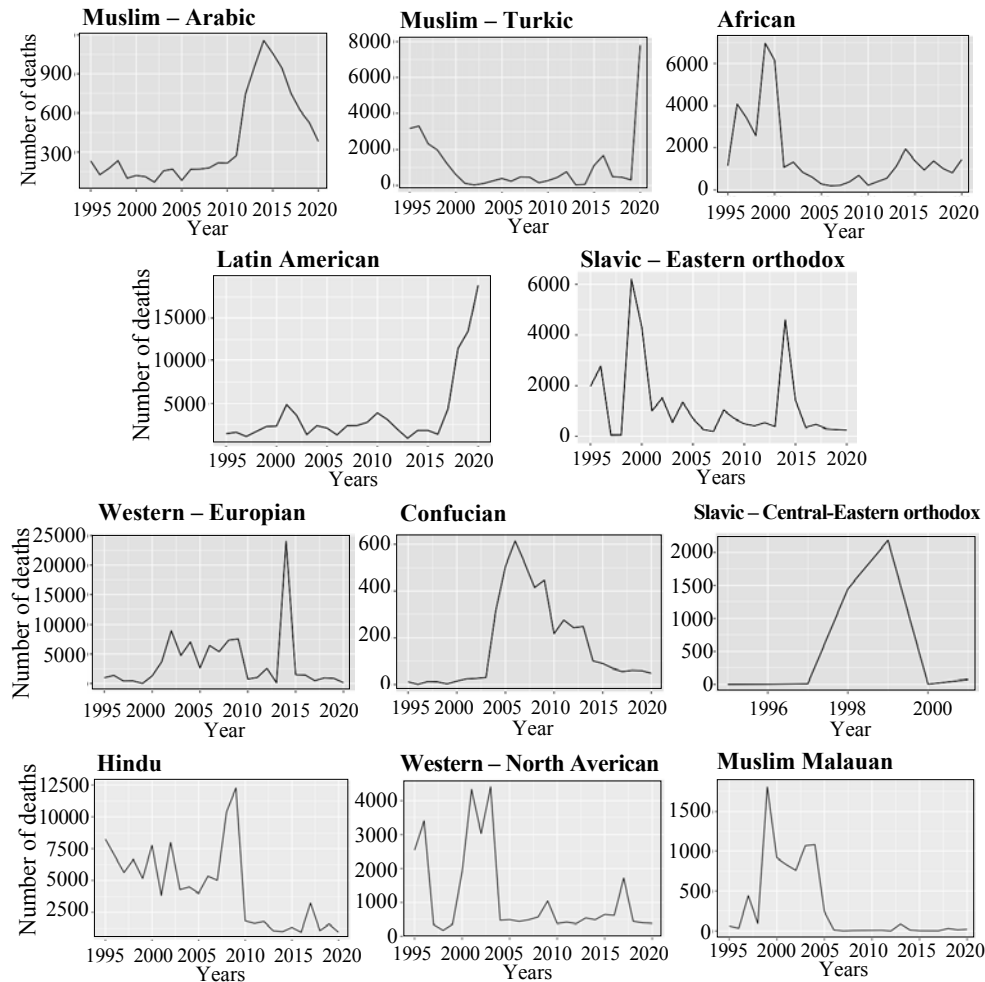 Muslim – Arabic
Number of deaths
900
600
300
1995 2000 2005 2010 2015 2020
Year
Muslim – Turkic
8000
6000
4000
2000
0
1995 2000 2005 2010 2015 2020
Year
African
6000
4000
2000
0
1995 2000 2005 2010 2015 2020
Year
Latin American
Number of deaths
15000
10000
5000
1995 2000 2005 2010 2015 2020
Years
Slavic – Eastern orthodox
6000
4000
2000
0
1995 2000 2005 2010 2015 2020
Years
Western – Europian
Number of deaths
25000
20000
15000
10000
5000
0
1995 2000 2005 2010 2015 2020
Year
Confucian
600
400
200
0
1995 2000 2005 2010 2015 2020
Year
Slavic – Central-Eastern orthodox
2000
1500
1000
500
0
1996 1998 2000
Year
Hindu
Number of deaths
12500
10000
7500
5000
2500
1995 2000 2005 2010 2015 2020
Years
Western – North Averican
4000
3000
2000
1000
0
1995 2000 2005 2010 2015 2020
Years
Muslim Malauan
1500
1000
500
0
1995 2000 2005 2010 2015 2020
Years